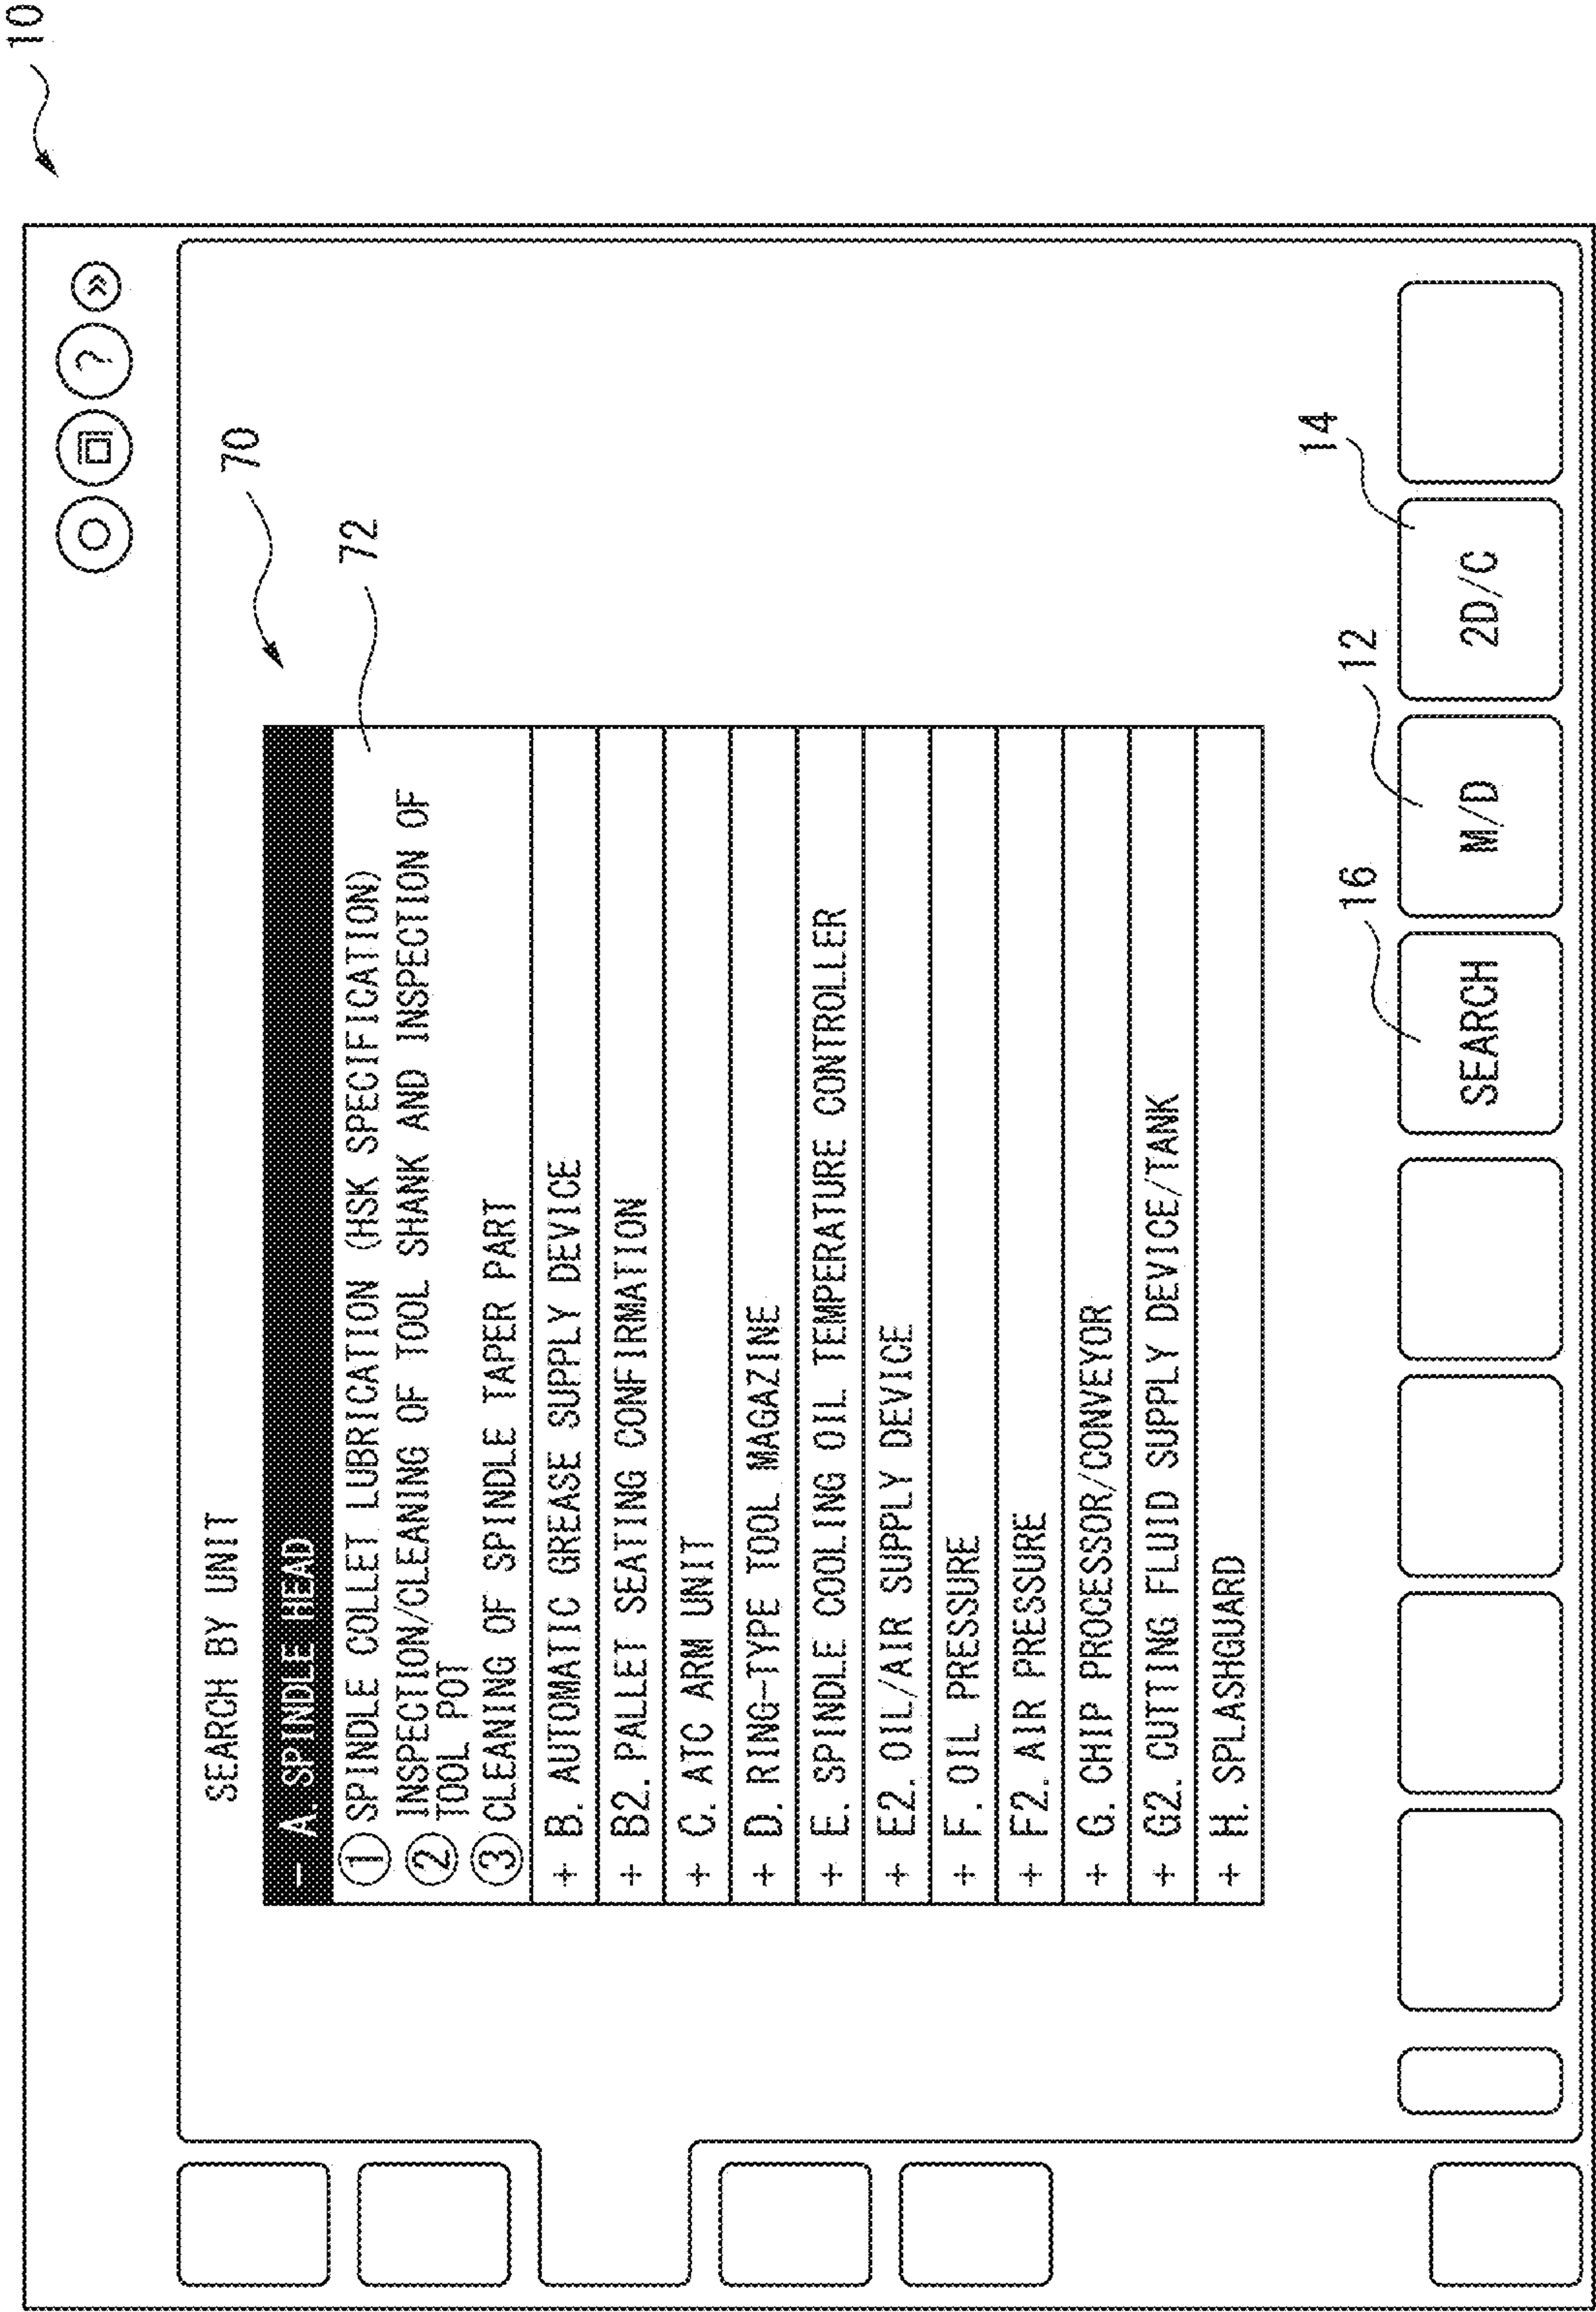 10
?
70
SEARCH BY UNIT
72
− A. SPINDLE HEAD
① SPINDLE COLLET LUBRICATION (HSK SPECIFICATION)
② INSPECTION/CLEANING OF TOOL SHANK AND INSPECTION OF
TOOL POT
③ CLEANING OF SPINDLE TAPER PART
+ B. AUTOMATIC GREASE SUPPLY DEVICE
+ B2. PALLET SEATING CONFIRMATION
+ C. ATC ARM UNIT
+ D. RING-TYPE TOOL MAGAZINE
+ E. SPINDLE COOLING OIL TEMPERATURE CONTROLLER
+ E2. OIL/AIR SUPPLY DEVICE
+ F. OIL PRESSURE
+ F2. AIR PRESSURE
+ G. CHIP PROCESSOR/CONVEYOR
+ G2. CUTTING FLUID SUPPLY DEVICE/TANK
+ H. SPLASHGUARD
16
12
14
SEARCH
M/D
2D/C